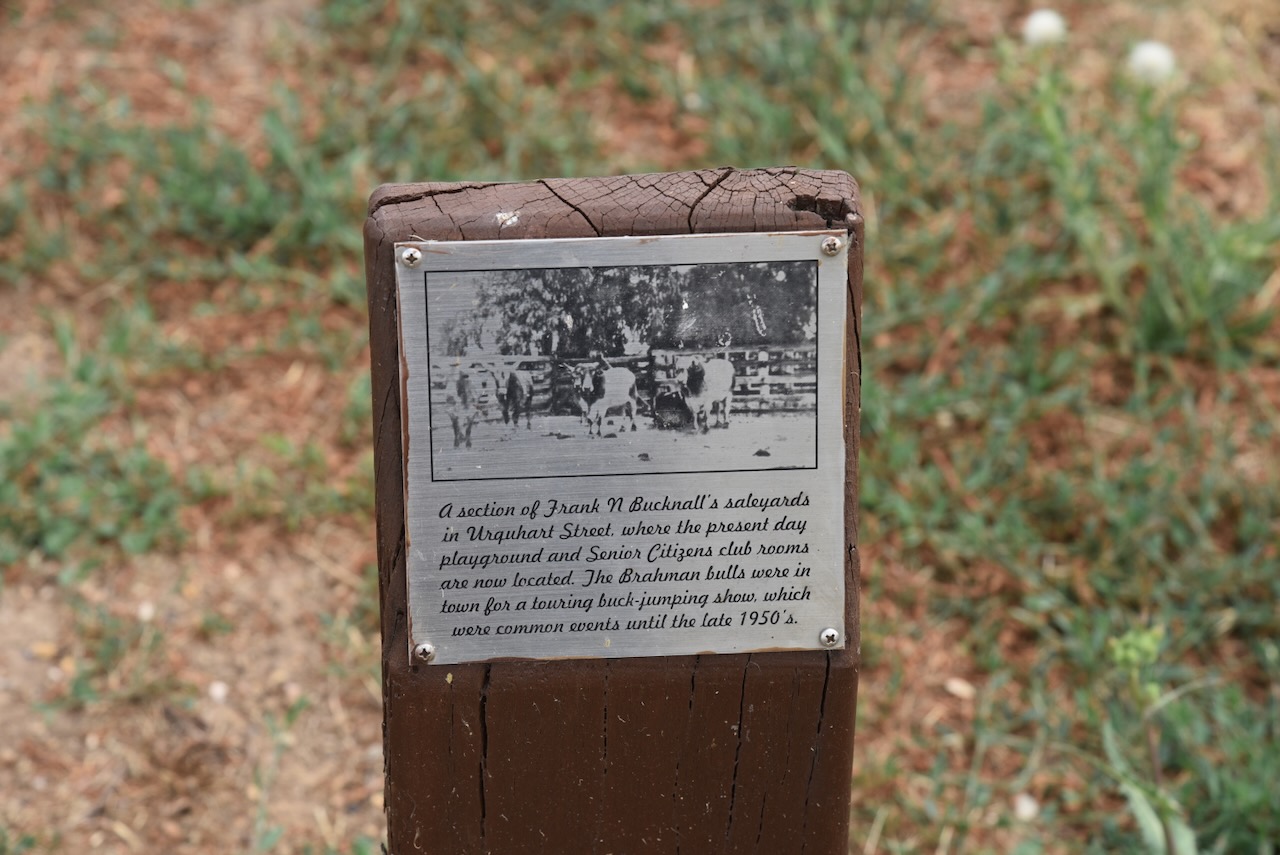 A section of Frank N Bucknall's saleyards
in Urquhart Street, where the present day
playground and Senior Citizens club rooms
are now located. The Brahman bulls were in
town for a touring buck-jumping show, which
were common events until the late 1950's.